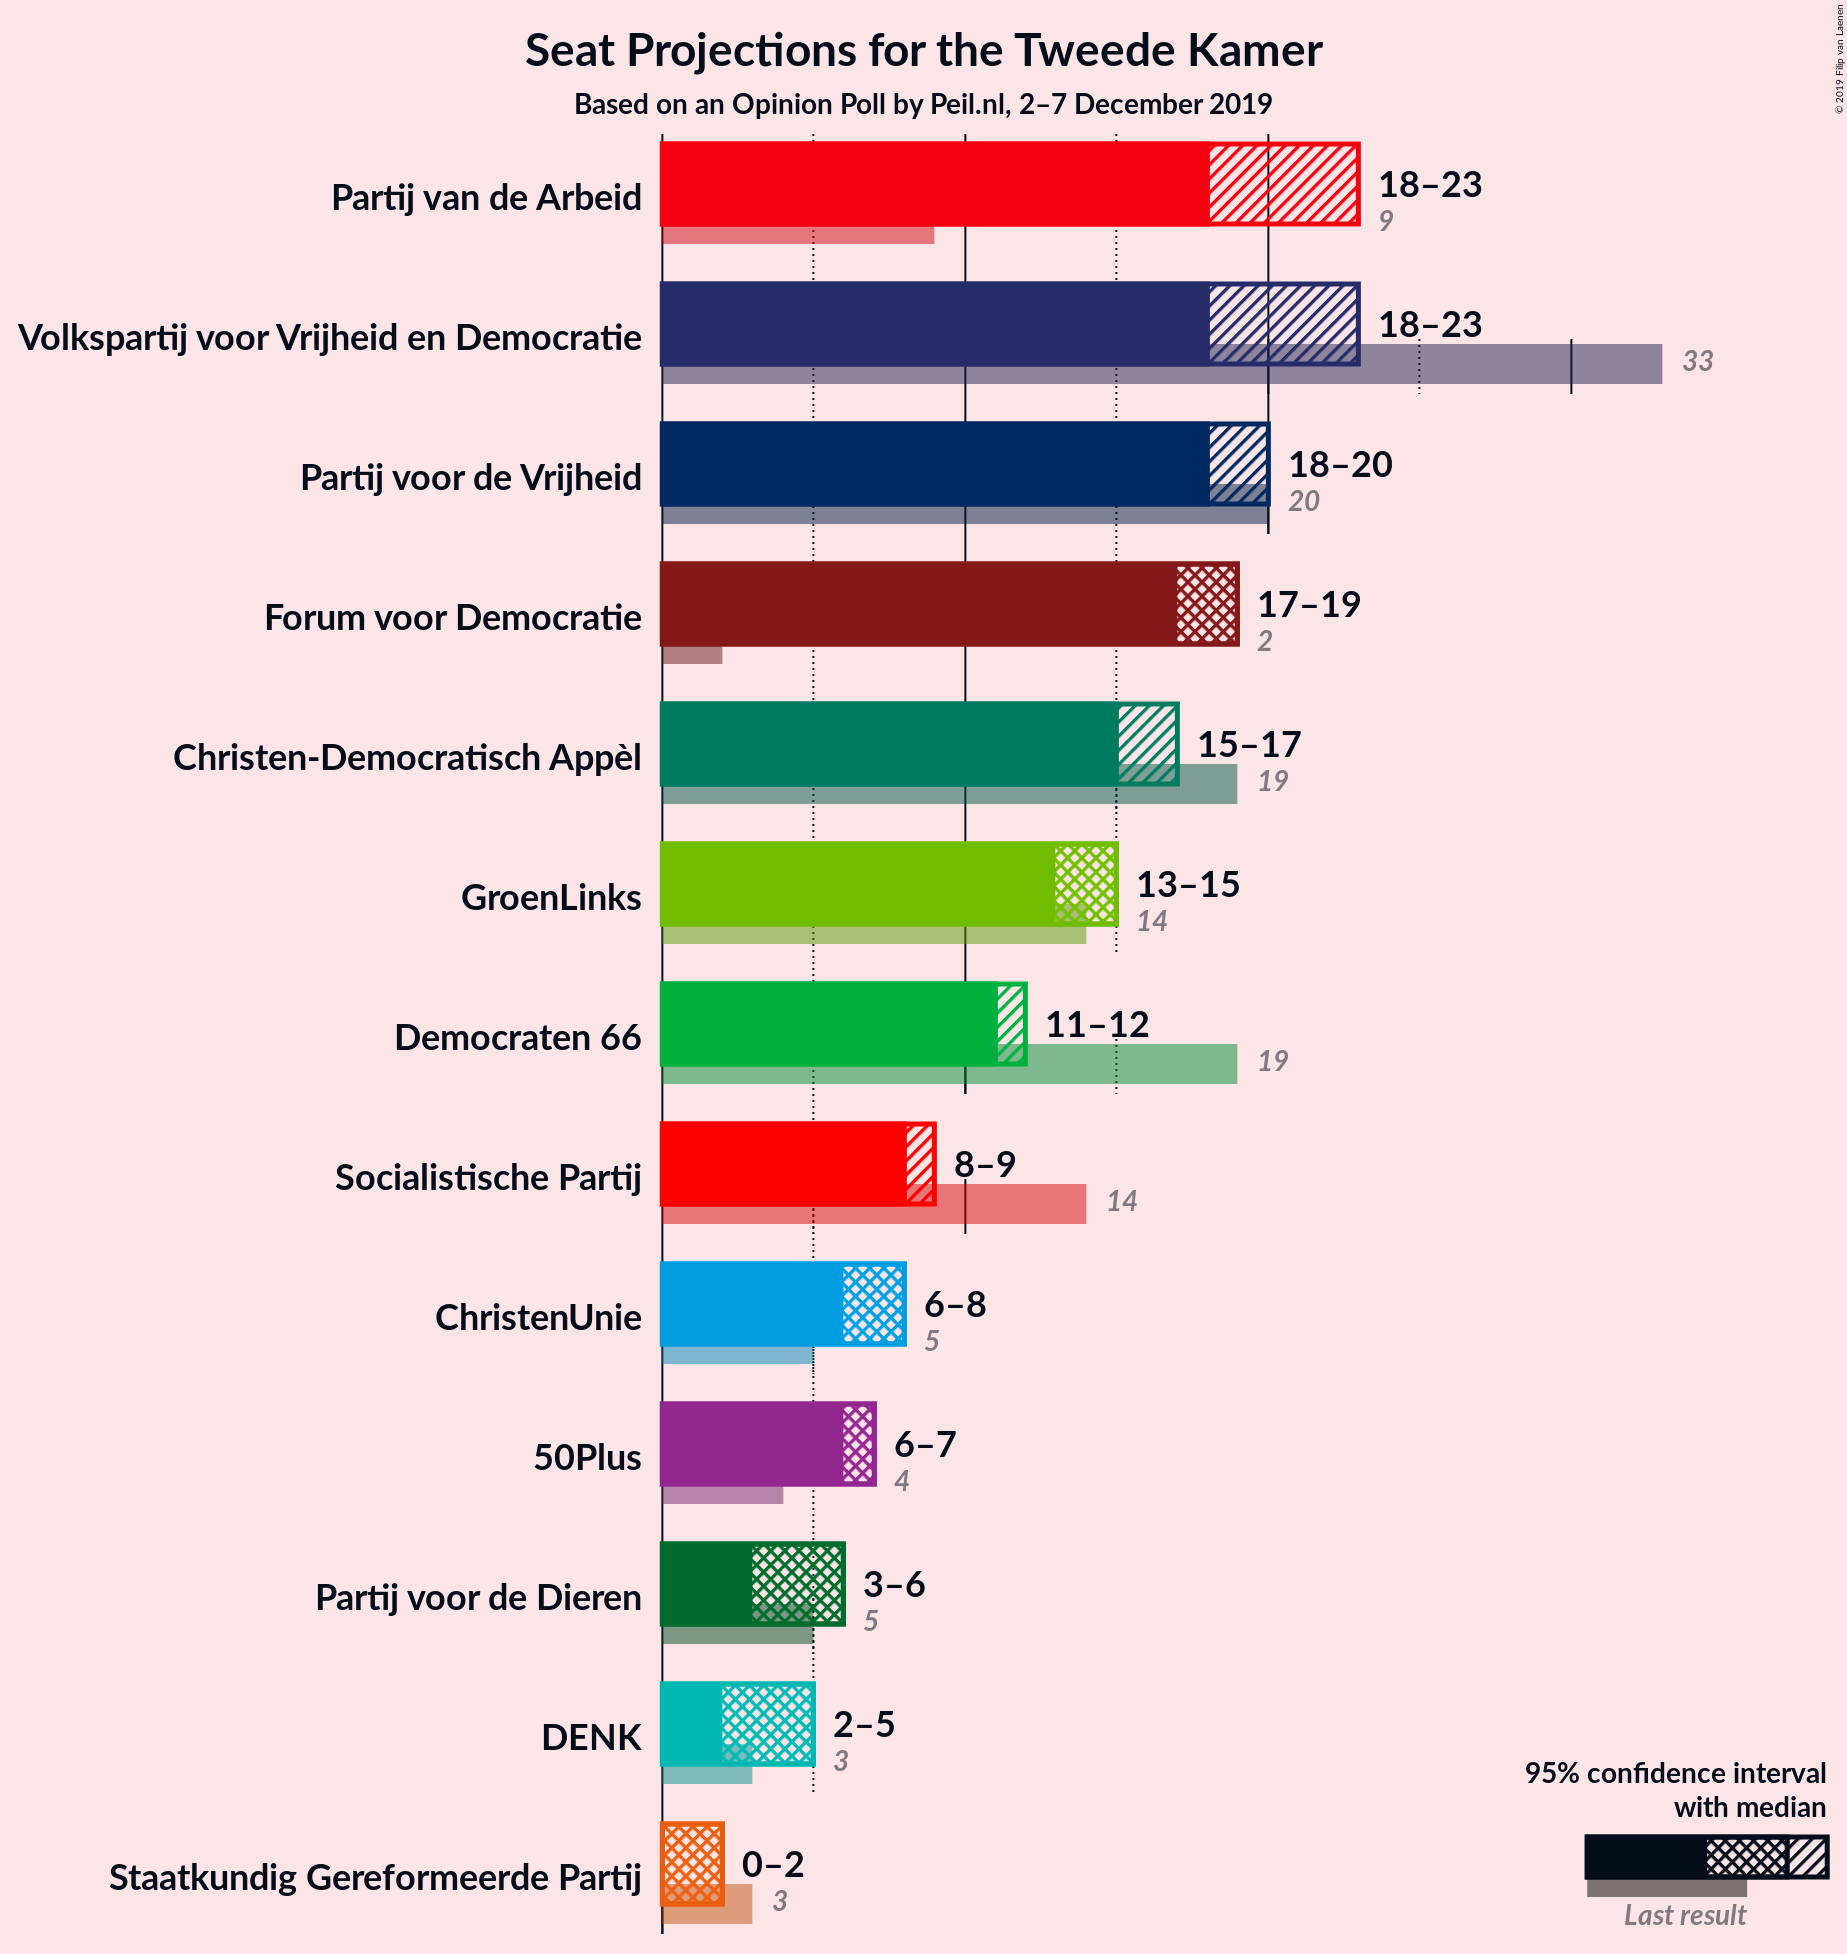 Seat Projections for the Tweede Kamer
Based on an Opinion Poll by Peil.nl, 2–7 December 2019
© 2019 Filip van Laenen
Partij van de Arbeid
18–23
9
Volkspartij voor Vrijheid en Democratie
18–23
33
Partij voor de Vrijheid
18–20
20
Forum voor Democratie
17–19
2
Christen-Democratisch Appèl
15–17
19
GroenLinks
13–15
14
Democraten 66
11–12
19
Socialistische Partij
8–9
14
ChristenUnie
6–8
5
50Plus
6–7
4
Partij voor de Dieren
3–6
5
DENK
2–5
3
Staatkundig Gereformeerde Partij
0–2
3
95% confidence interval
with median
Last result